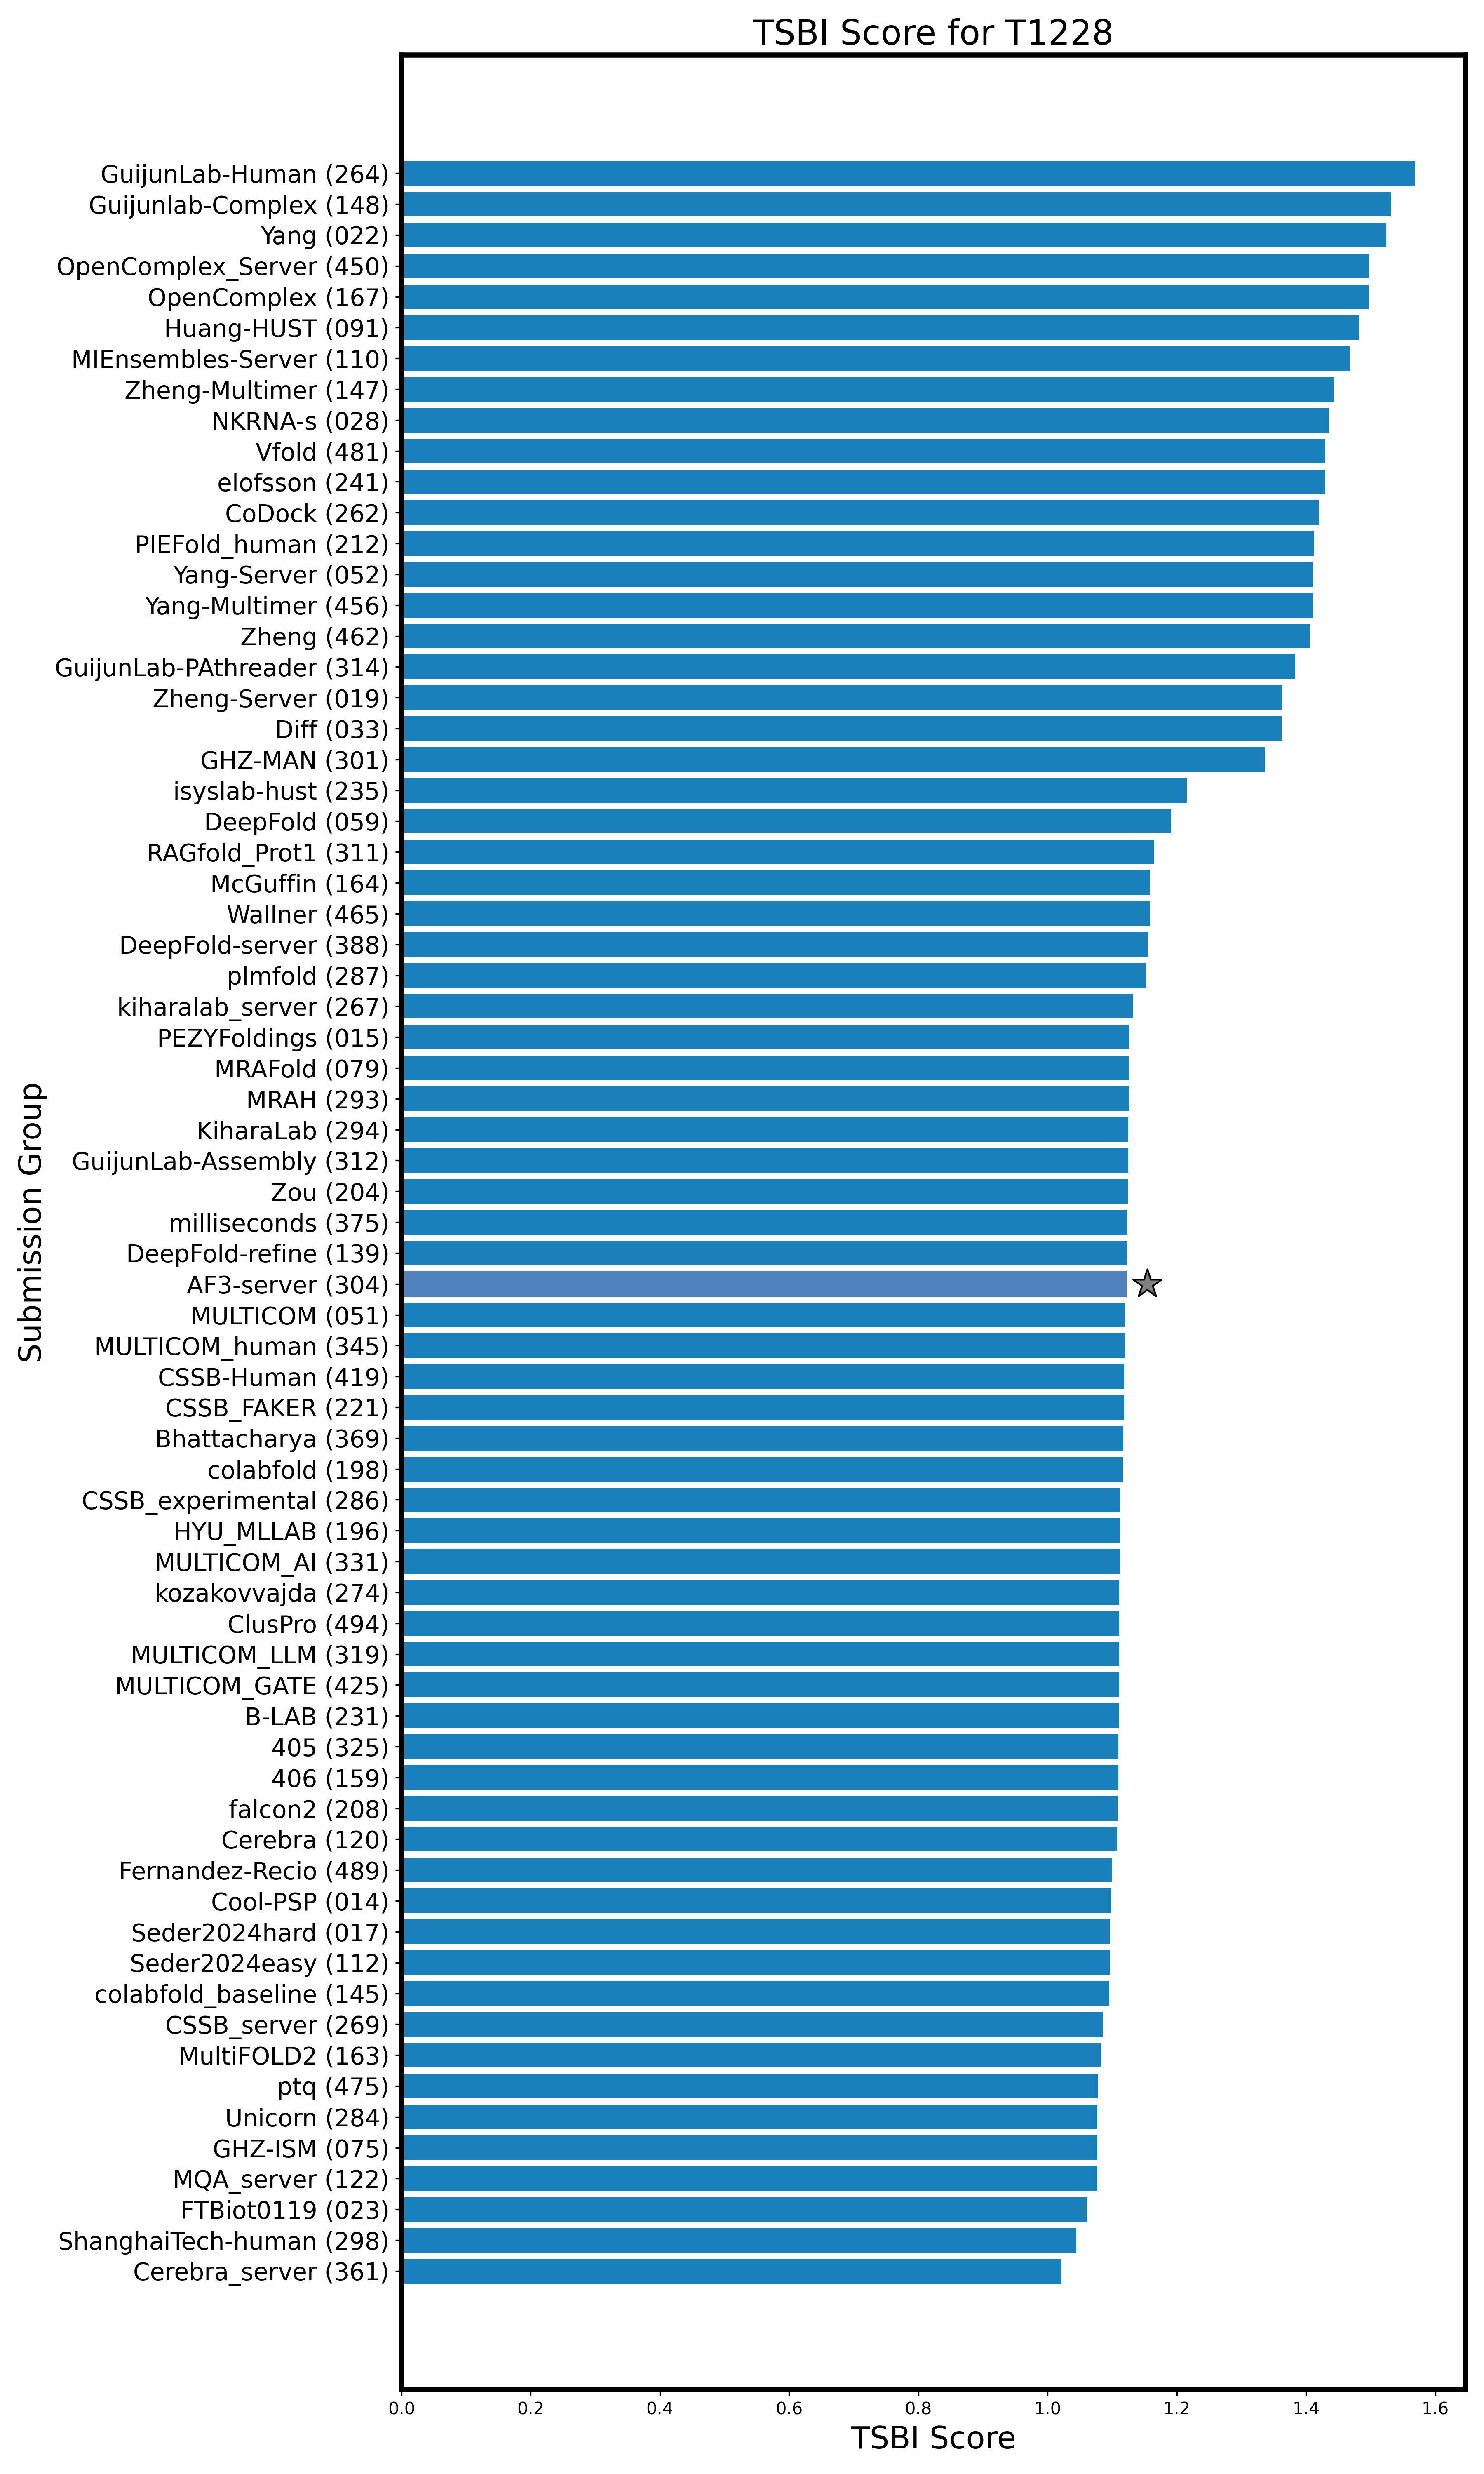 TSBI Score for T1228
GuijunLab-Human (264)
Guijunlab-Complex (148)
Yang (022)
OpenComplex_Server (450)
OpenComplex (167)
Huang-HUST (091)
MIEnsembles-Server (110)
Zheng-Multimer (147)
NKRNA-s (028)
Vfold (481)
elofsson (241)
CoDock (262)
PIEFold_human (212)
Yang-Server (052)
Yang-Multimer (456)
Zheng (462)
GuijunLab-PAthreader (314)
Zheng-Server (019)
Diff (033)
GHZ-MAN (301)
isyslab-hust (235)
DeepFold (059)
RAGfold_Prot1 (311)
McGuffin (164)
Wallner (465)
DeepFold-server (388)
plmfold (287)
kiharalab_server (267)
PEZYFoldings (015)
MRAFold (079)
MRAH (293)
KiharaLab (294)
GuijunLab-Assembly (312)
Zou (204)
milliseconds (375)
DeepFold-refine (139)
AF3-server (304)
MULTICOM (051)
MULTICOM_human (345)
CSSB-Human (419)
CSSB_FAKER (221)
Bhattacharya (369)
colabfold (198)
CSSB_experimental (286)
HYU_MLLAB (196)
MULTICOM_AI (331)
kozakovvajda (274)
ClusPro (494)
MULTICOM_LLM (319)
MULTICOM_GATE (425)
B-LAB (231)
405 (325)
406 (159)
falcon2 (208)
Cerebra (120)
Fernandez-Recio (489)
Cool-PSP (014)
Seder2024hard (017)
Seder2024easy (112)
colabfold_baseline (145)
CSSB_server (269)
MultiFOLD2 (163)
ptq (475)
Unicorn (284)
GHZ-ISM (075)
MQA_server (122)
FTBiot0119 (023)
ShanghaiTech-human (298)
Cerebra_server (361)
Submission Group
0.0 0.2 0.4 0.6 0.8 1.0 1.2 1.4 1.6
TSBI Score